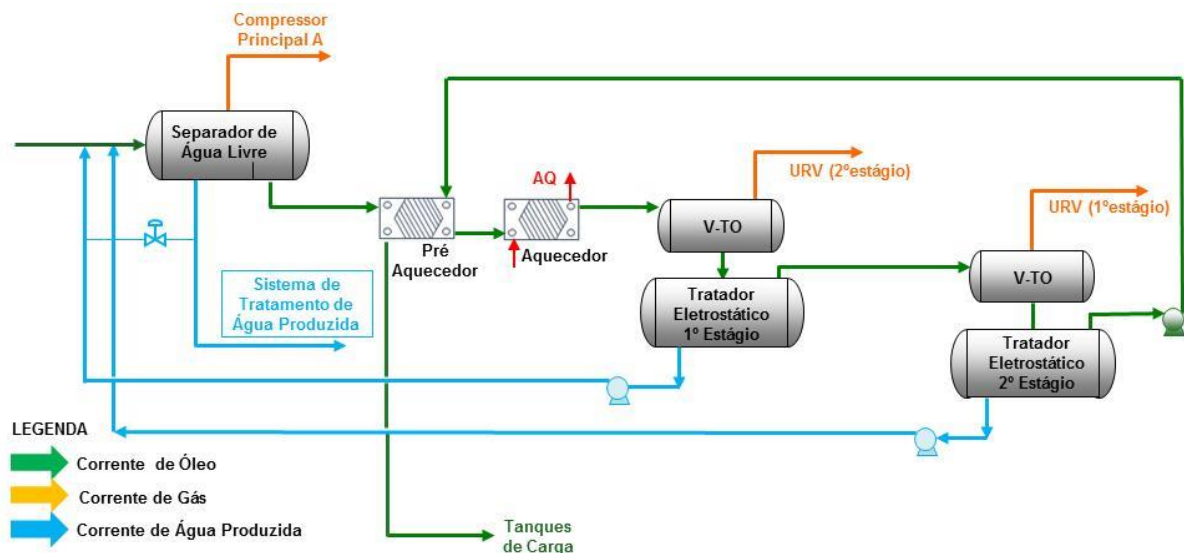 Compressor
Principal A
Separador de
Água Livre
AQ
URV (2ºestágio)
URV (1ºestágio)
V-TO
Pré
Aquecedor
Aquecedor
V-TO
Sistema de
Tratamento de
Água Produzida
Tratador
Eletrostático
1º Estágio
Tratador
Eletrostático
2º Estágio
LEGENDA
Corrente de Óleo
Corrente de Gás
Corrente de Água Produzida
Tanques
de Carga